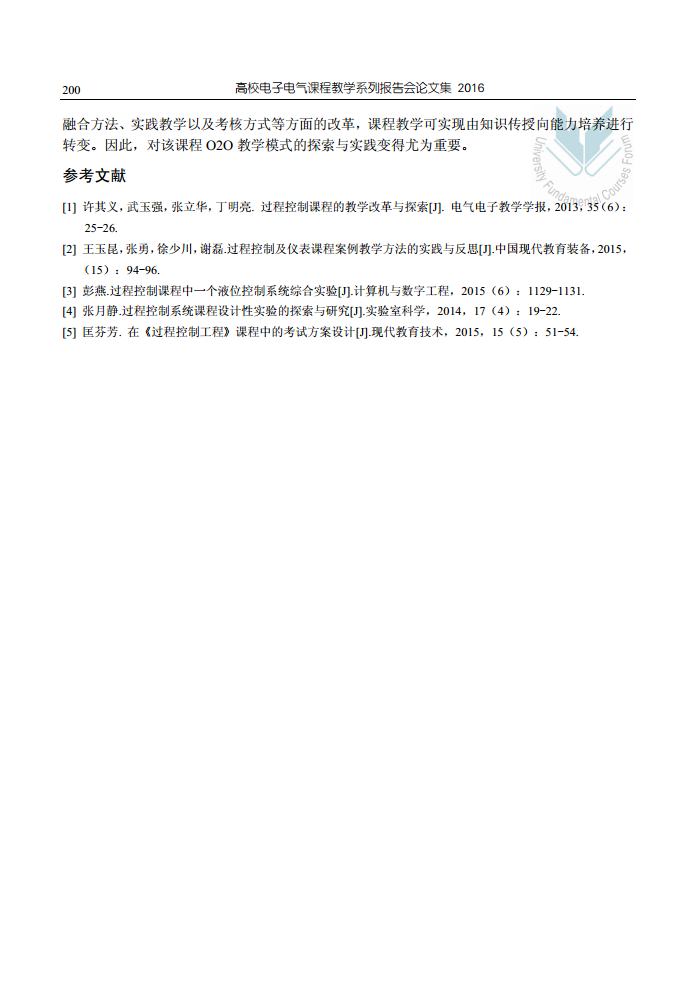 200 高校电子电气课程教学系列报告会论文集 2016
University Fundamental Courses Forum
融合方法、实践教学以及考核方式等方面的改革，课程教学可实现由知识传授向能力培养进行
转变。因此，对该课程 O2O 教学模式的探索与实践变得尤为重要。
参考文献
[1] 许其义，武玉强，张立华，丁明亮. 过程控制课程的教学改革与探索[J]. 电气电子教学学报，2013，35（6）：
25-26.
[2] 王玉昆，张勇，徐少川，谢磊.过程控制及仪表课程案例教学方法的实践与反思[J].中国现代教育装备，2015，
（15）：94-96.
[3] 彭燕.过程控制课程中一个液位控制系统综合实验[J].计算机与数字工程，2015（6）：1129-1131.
[4] 张月静.过程控制系统课程设计性实验的探索与研究[J].实验室科学，2014，17（4）：19-22.
[5] 匡芬芳. 在《过程控制工程》课程中的考试方案设计[J].现代教育技术，2015，15（5）：51-54.